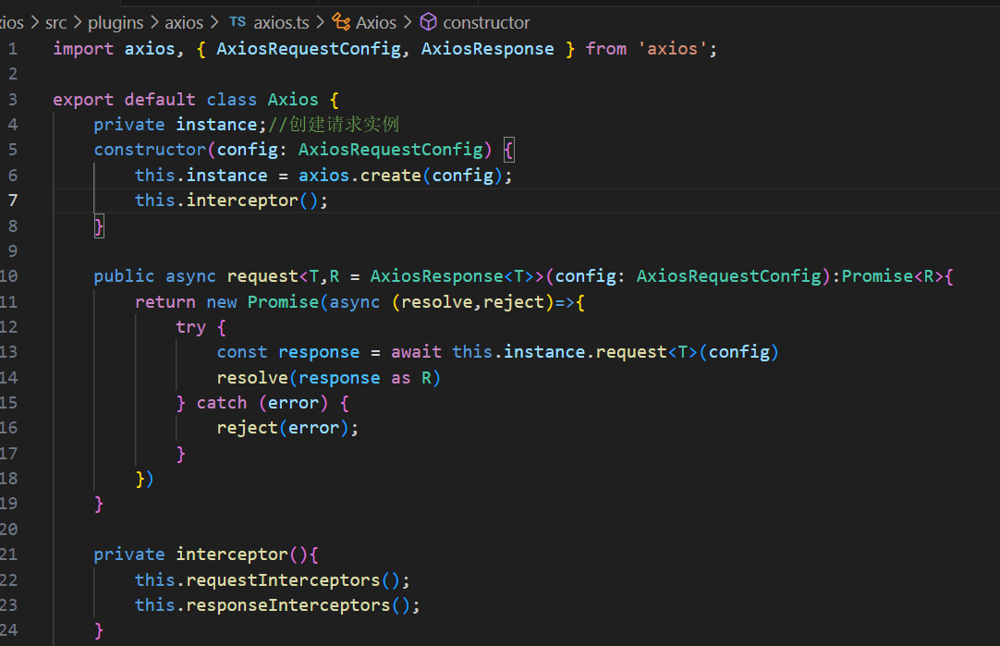 ios > src > plugins > axios > TS axios.ts > Axios > constructor
1 import axios, { AxiosRequestConfig, AxiosResponse } from 'axios';
2
3 export default class Axios {
4 private instance;//创建请求实例
5 constructor(config: AxiosRequestConfig) {
6 this.instance = axios.create(config);
7 this.interceptor();
8 }
9
10 public async request<T,R = AxiosResponse<T>>(config: AxiosRequestConfig):Promise<R>{
11 return new Promise(async (resolve,reject)=>{
12 try {
13 const response = await this.instance.request<T>(config)
14 resolve(response as R)
15 } catch (error) {
16 reject(error);
17 }
18 })
19 }
20
21 private interceptor(){
22 this.requestInterceptors();
23 this.responseInterceptors();
24 }